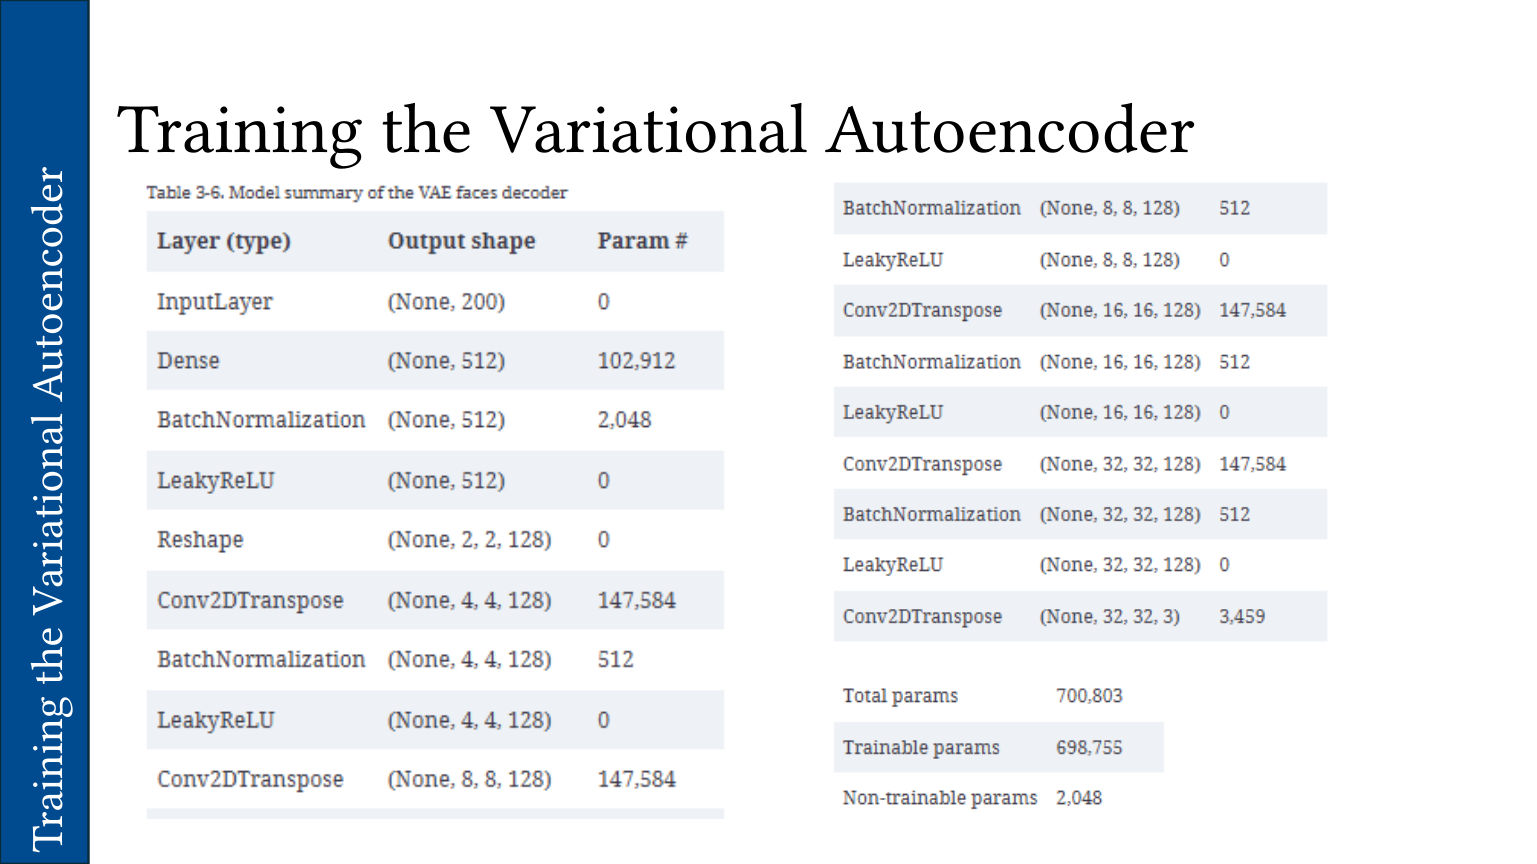 Training the Variational Autoencoder
Training the Variational Autoencoder
Table 3-6. Model summary of the VAE faces decoder
Layer (type) Output shape Param #
InputLayer (None, 200) 0
Dense (None, 512) 102,912
BatchNormalization (None, 512) 2,048
LeakyReLU (None, 512) 0
Reshape (None, 2, 2, 128) 0
Conv2DTranspose (None, 4, 4, 128) 147,584
BatchNormalization (None, 4, 4, 128) 512
LeakyReLU (None, 4, 4, 128) 0
Conv2DTranspose (None, 8, 8, 128) 147,584
BatchNormalization (None, 8, 8, 128) 512
LeakyReLU (None, 8, 8, 128) 0
Conv2DTranspose (None, 16, 16, 128) 147,584
BatchNormalization (None, 16, 16, 128) 512
LeakyReLU (None, 16, 16, 128) 0
Conv2DTranspose (None, 32, 32, 128) 147,584
BatchNormalization (None, 32, 32, 128) 512
LeakyReLU (None, 32, 32, 128) 0
Conv2DTranspose (None, 32, 32, 3) 3,459
Total params 700,803
Trainable params 698,755
Non-trainable params 2,048